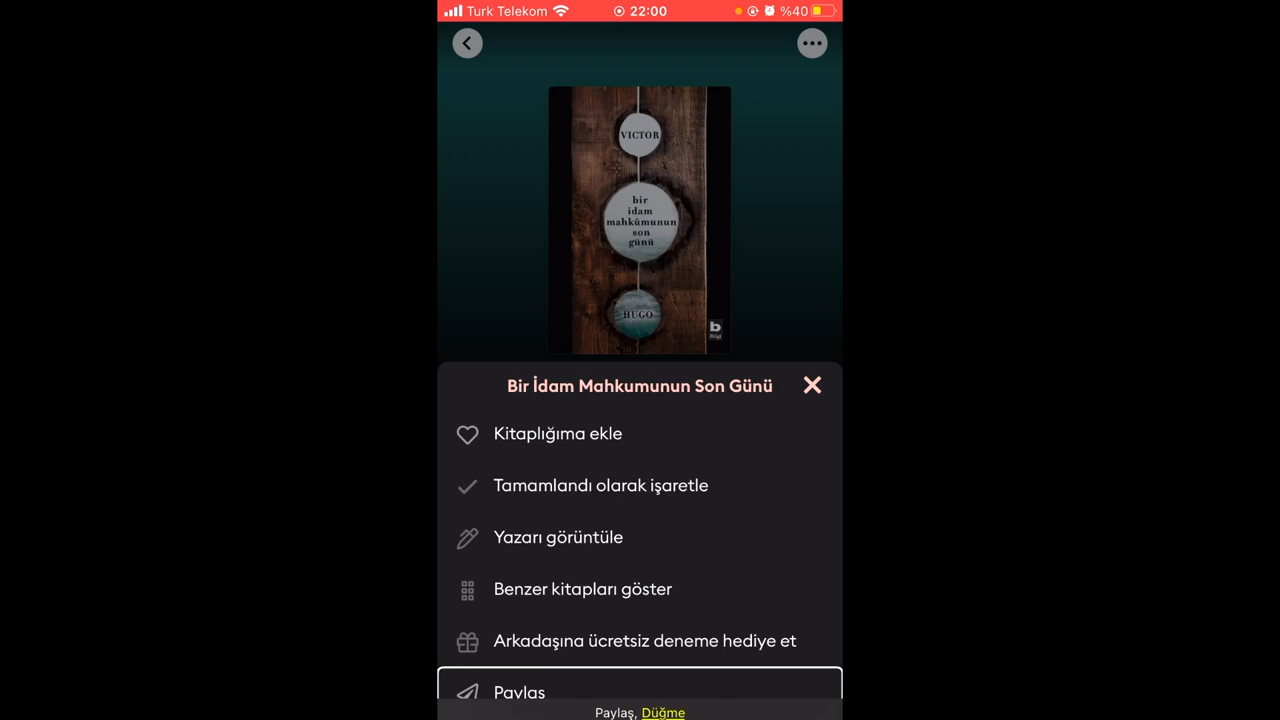 Turk Telekom 22:00 %40
VICTOR
bir
idam
mahkûmunun
son
günü
HUGO
b
Bilgi
Bir İdam Mahkumunun Son Günü
Kitaplığıma ekle
Tamamlandı olarak işaretle
Yazarı görüntüle
Benzer kitapları göster
Arkadaşına ücretsiz deneme hediye et
Paylaş
Paylaş, Düğme